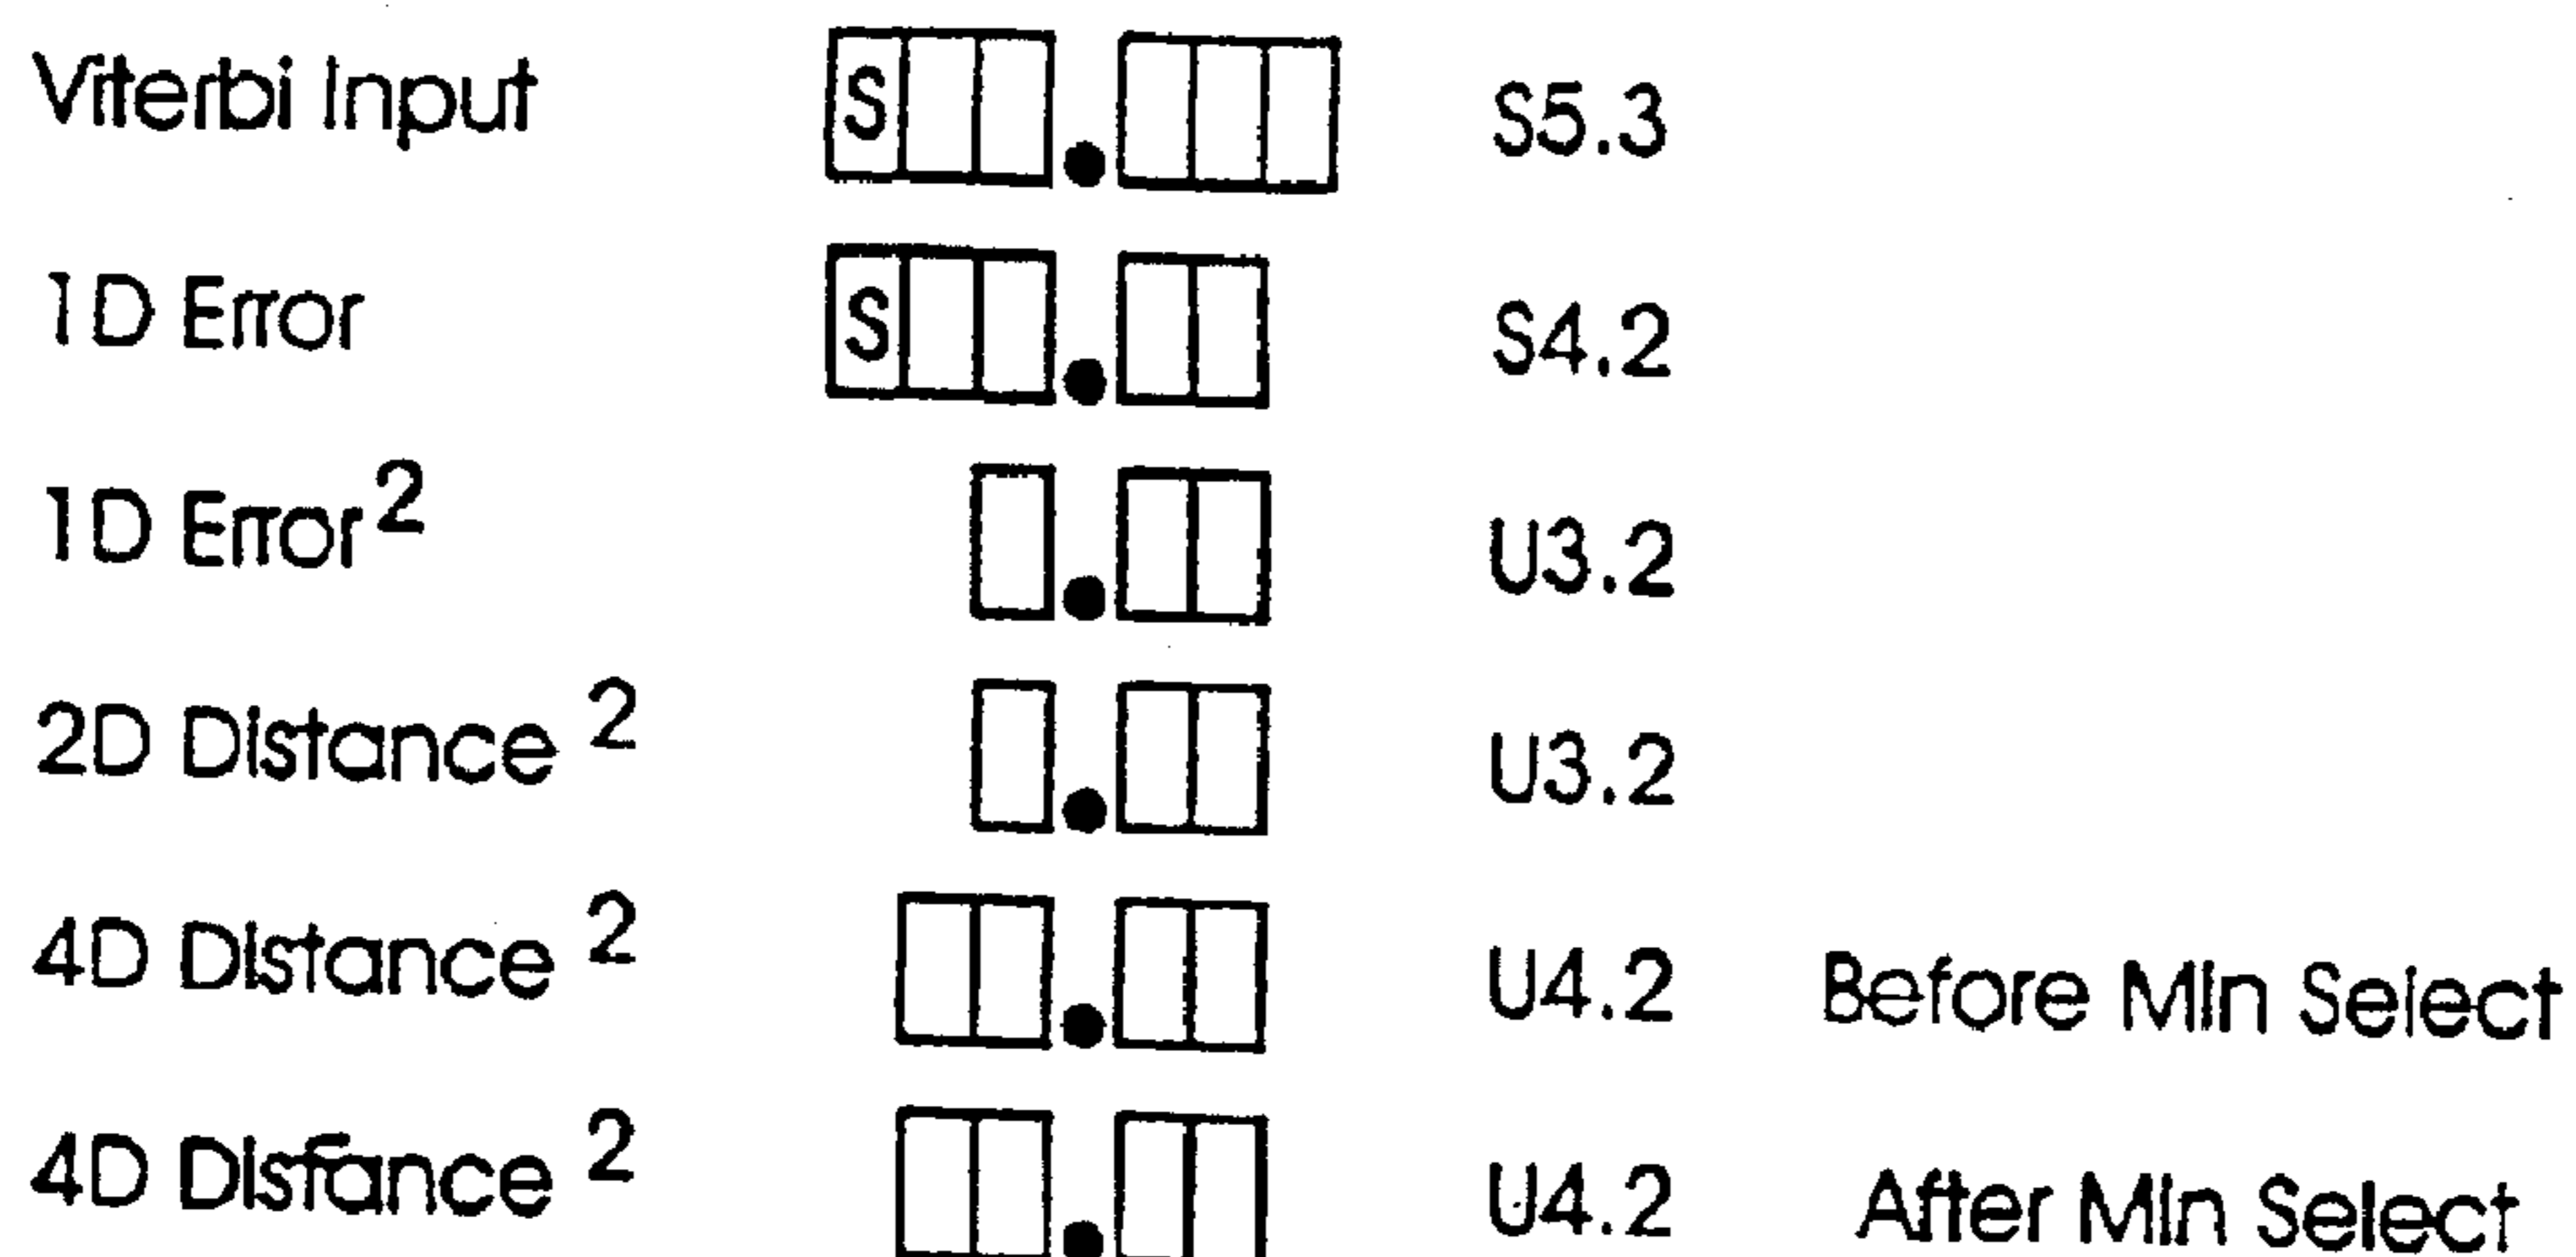 Viterbi Input S . S5.3
1D Error S . S4.2
1D Error² . U3.2
2D Distance ² . U3.2
4D Distance ² . U4.2 Before Min Select
4D Distance ² . U4.2 After Min Select